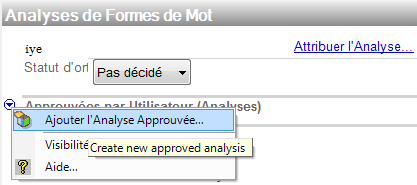 Analyses de Formes de Mot
iye Attribuer l'Analyse...
Statut d'ort Pas décidé
Approuvées par Utilisateur (Analyses)
Ajouter l'Analyse Approuvée...
Visibilité
Create new approved analysis
Aide...